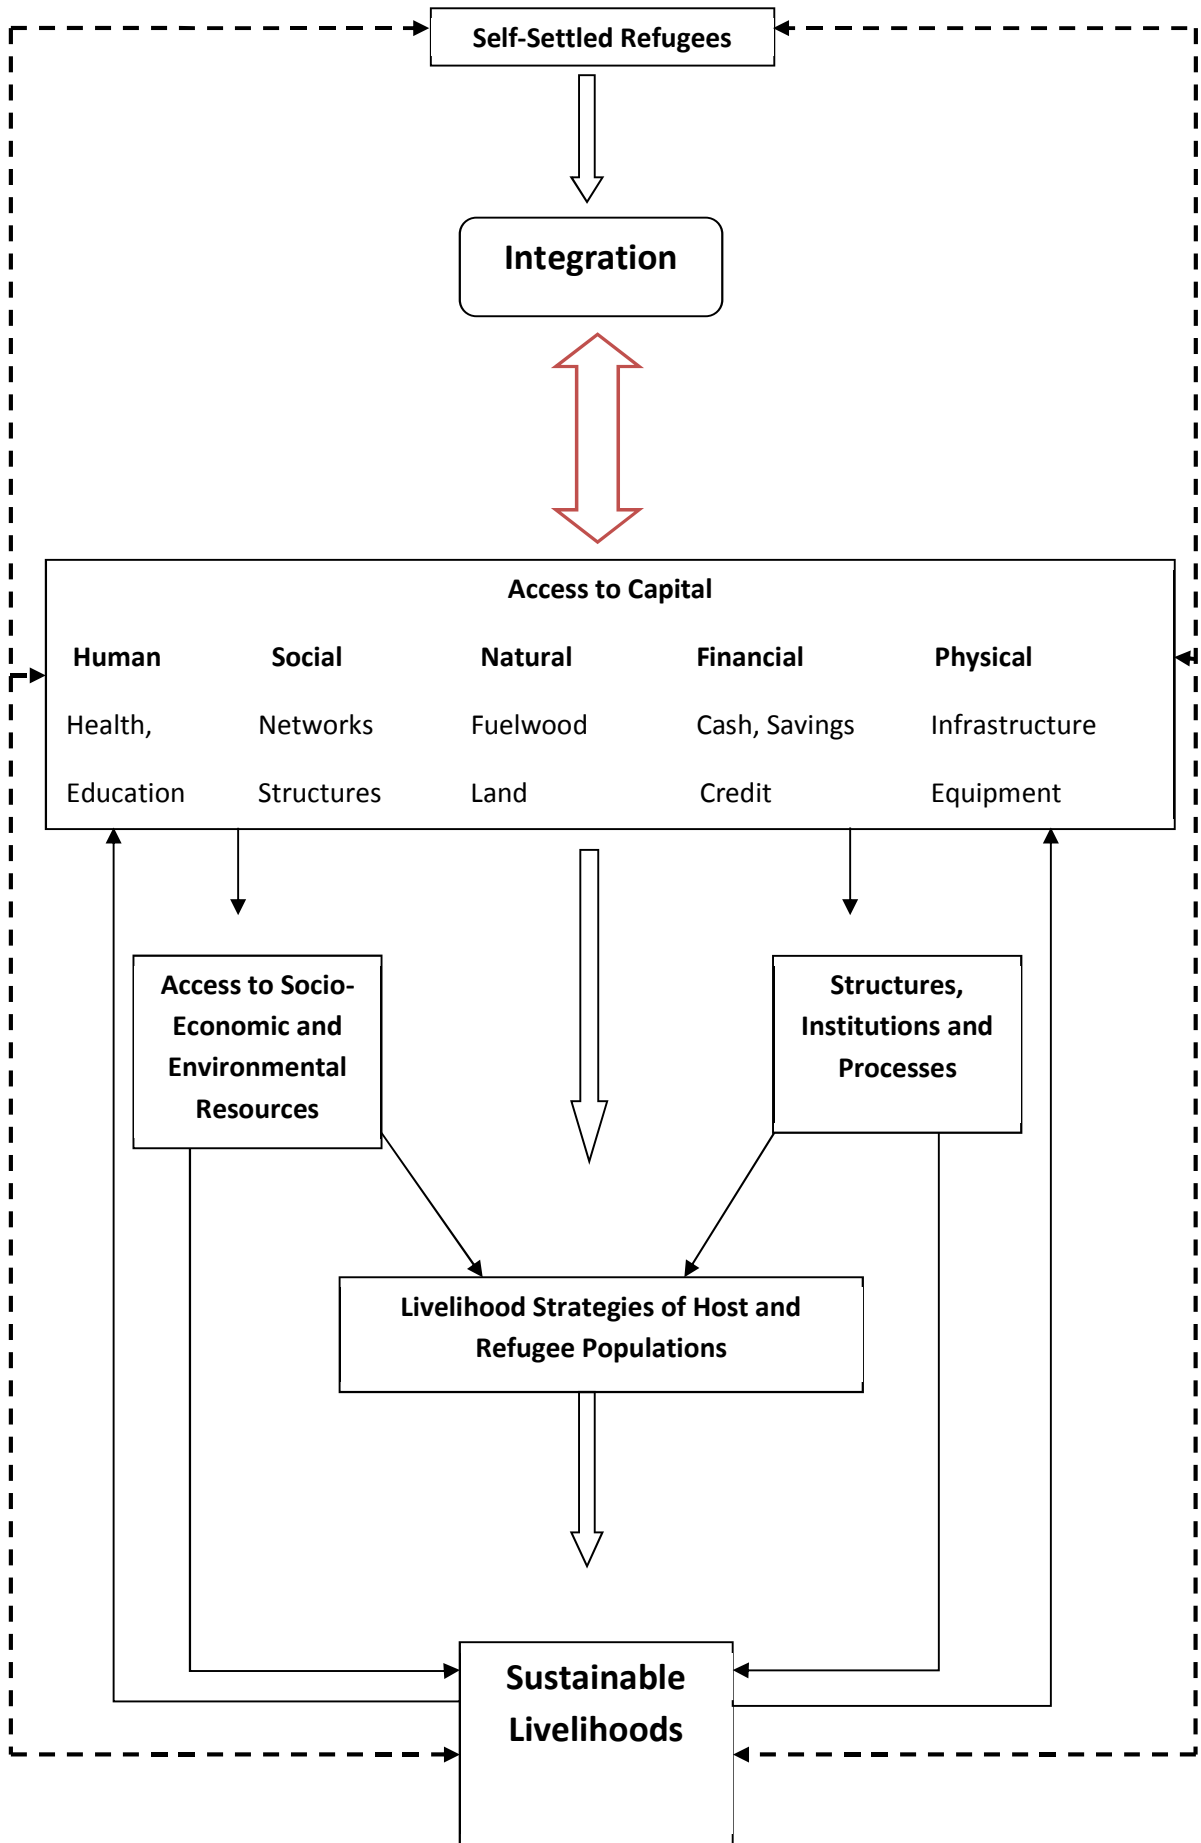 Self-Settled Refugees
Integration
Access to Capital
Human Social Natural Financial Physical
Health, Networks Fuelwood Cash, Savings Infrastructure
Education Structures Land Credit Equipment
Access to Socio-
Economic and
Environmental
Resources
Structures,
Institutions and
Processes
Livelihood Strategies of Host and
Refugee Populations
Sustainable
Livelihoods